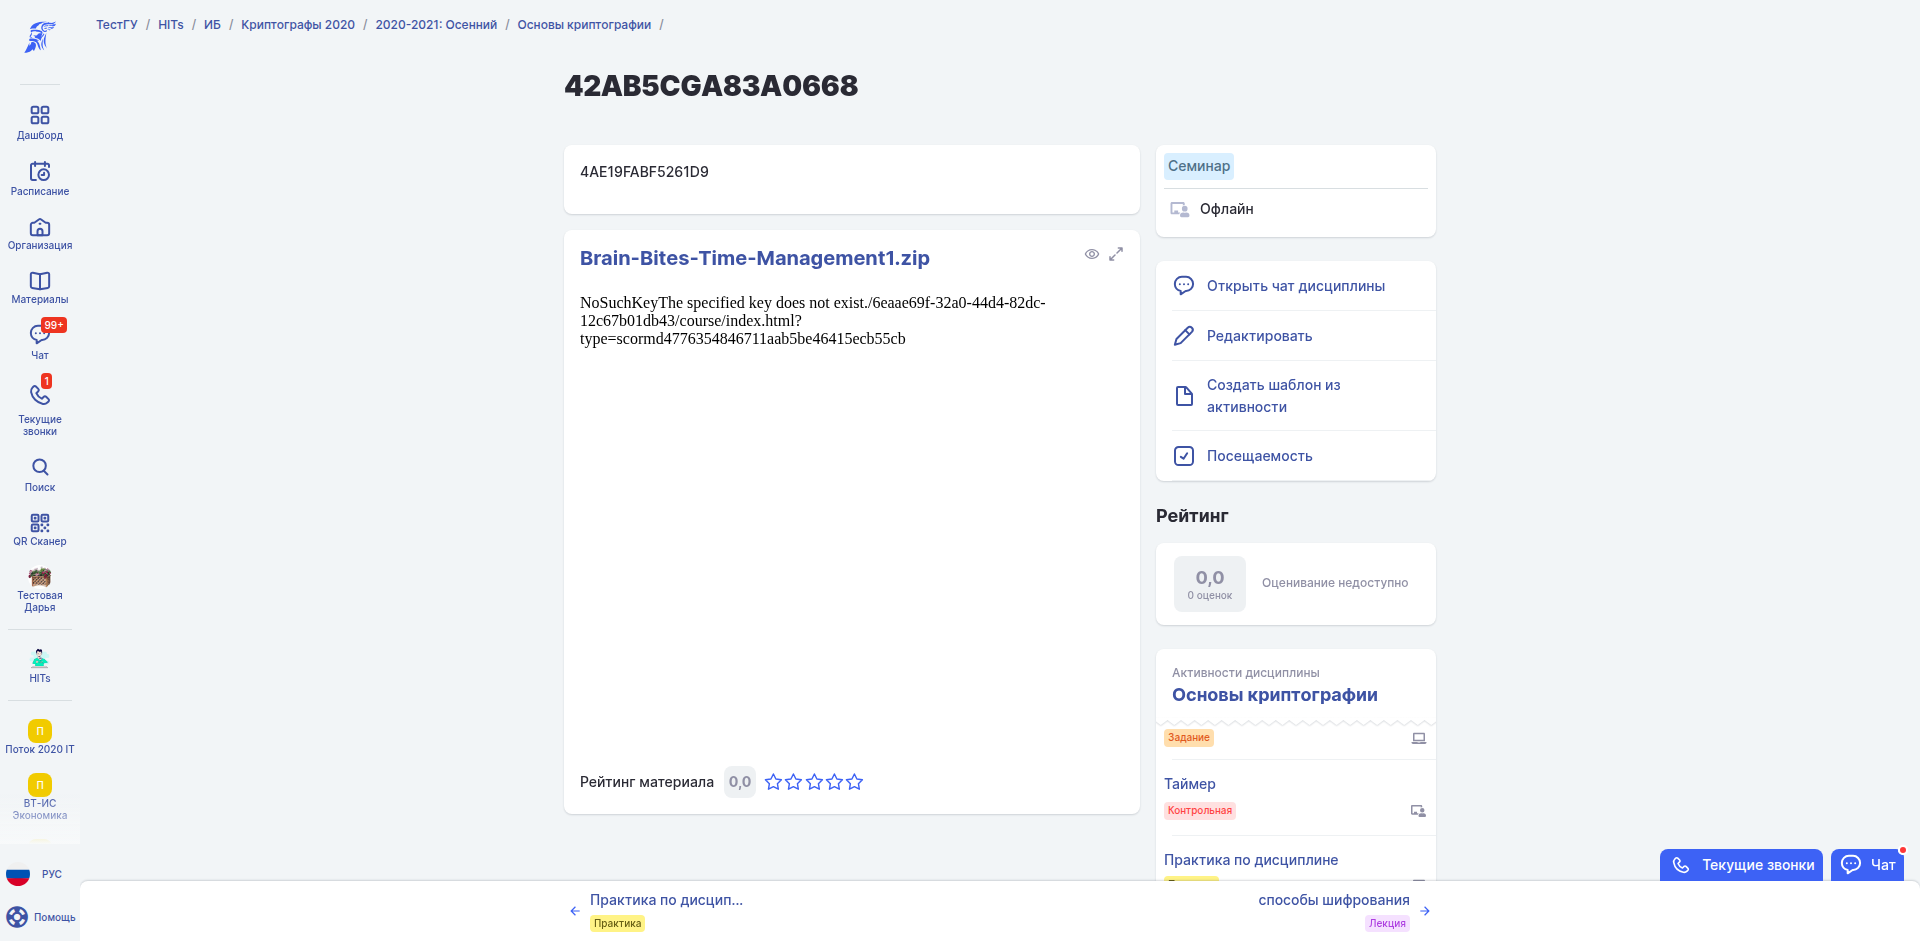 ТестГУ / HITs / ИБ / Криптографы 2020 / 2020-2021: Осенний / Основы криптографии /
Дашборд
Расписание
Организация
Материалы
99+
Чат
1
Текущие
звонки
Поиск
QR Сканер
Тестовая
Дарья
HITs
П
Поток 2020 IT
П
ВТ-ИС
Экономика
РУС
Помощь
42AB5CGA83A0668
4AE19FABF5261D9
Brain-Bites-Time-Management1.zip
NoSuchKeyThe specified key does not exist./6eaae69f-32a0-44d4-82dc-
12c67b01db43/course/index.html?
type=scormd4776354846711aab5be46415ecb55cb
Рейтинг материала 0,0
Семинар
Офлайн
Открыть чат дисциплины
Редактировать
Создать шаблон из
активности
Посещаемость
Рейтинг
0,0
0 оценок
Оценивание недоступно
Активности дисциплины
Основы криптографии
Задание
Таймер
Контрольная
Практика по дисциплине
Текущие звонки
Чат
Практика по дисцип...
Практика
способы шифрования
Лекция